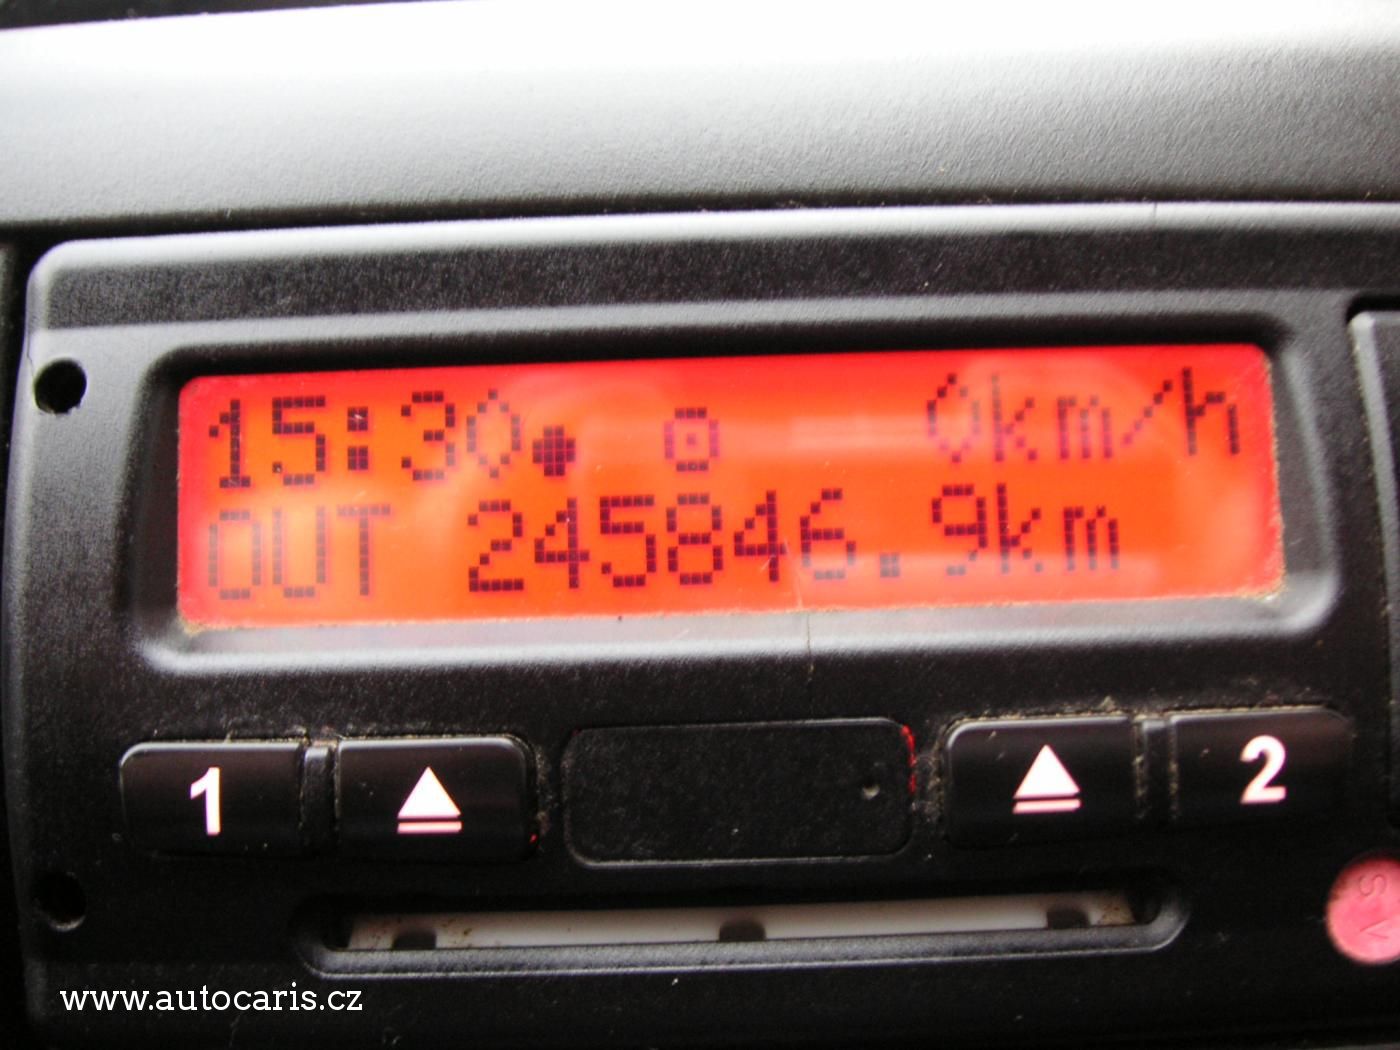 15:30● ⊙ 0km/h
OUT 245846.9km
1 2
www.autocaris.cz